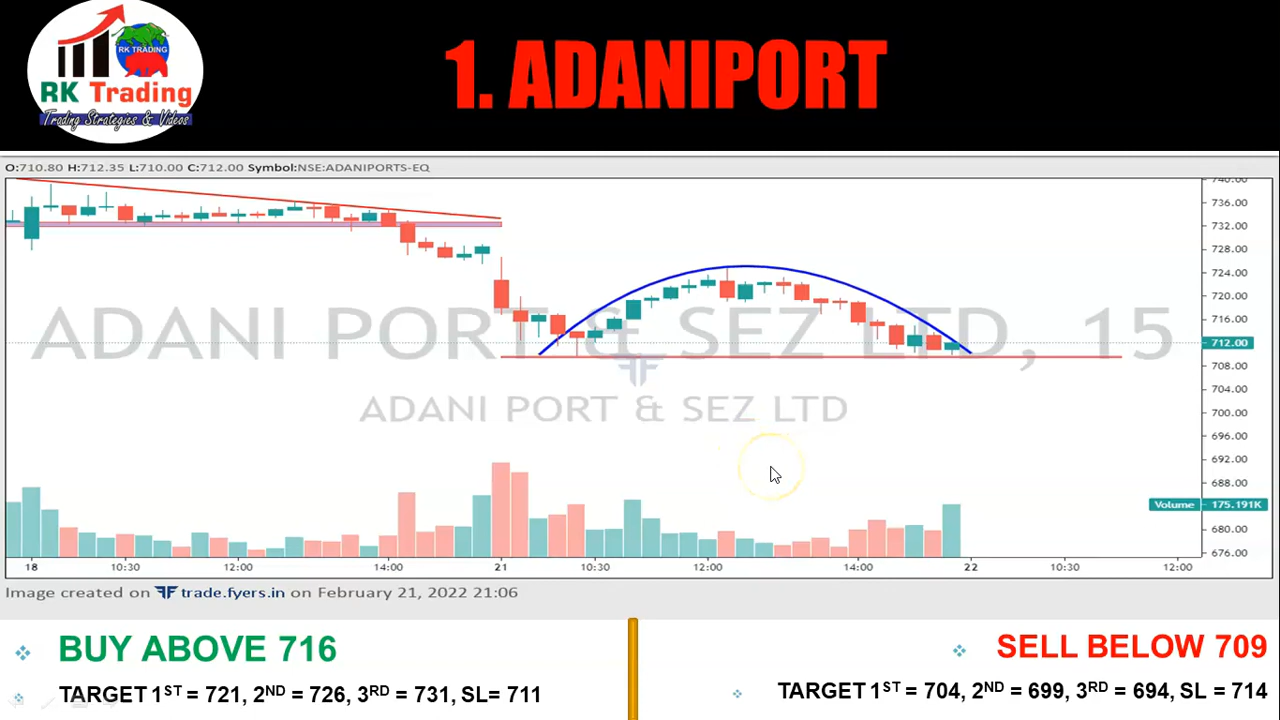 1. ADANIPORT
RK TRADING
RK Trading
Trading Strategies & Videos
O:710.80 H:712.35 L:710.00 C:712.00 Symbol:NSE:ADANIPORTS-EQ
740.00
736.00
732.00
728.00
724.00
720.00
716.00
712.00
708.00
704.00
700.00
696.00
692.00
688.00
Volume 175.191K
680.00
676.00
ADANI PORT & SEZ LTD, 15
ADANI PORT & SEZ LTD
18 10:30 12:00 14:00 21 10:30 12:00 14:00 22 10:30 12:00
Image created on trade.fyers.in on February 21, 2022 21:06
BUY ABOVE 716
TARGET 1ST = 721, 2ND = 726, 3RD = 731, SL= 711
SELL BELOW 709
TARGET 1ST = 704, 2ND = 699, 3RD = 694, SL = 714